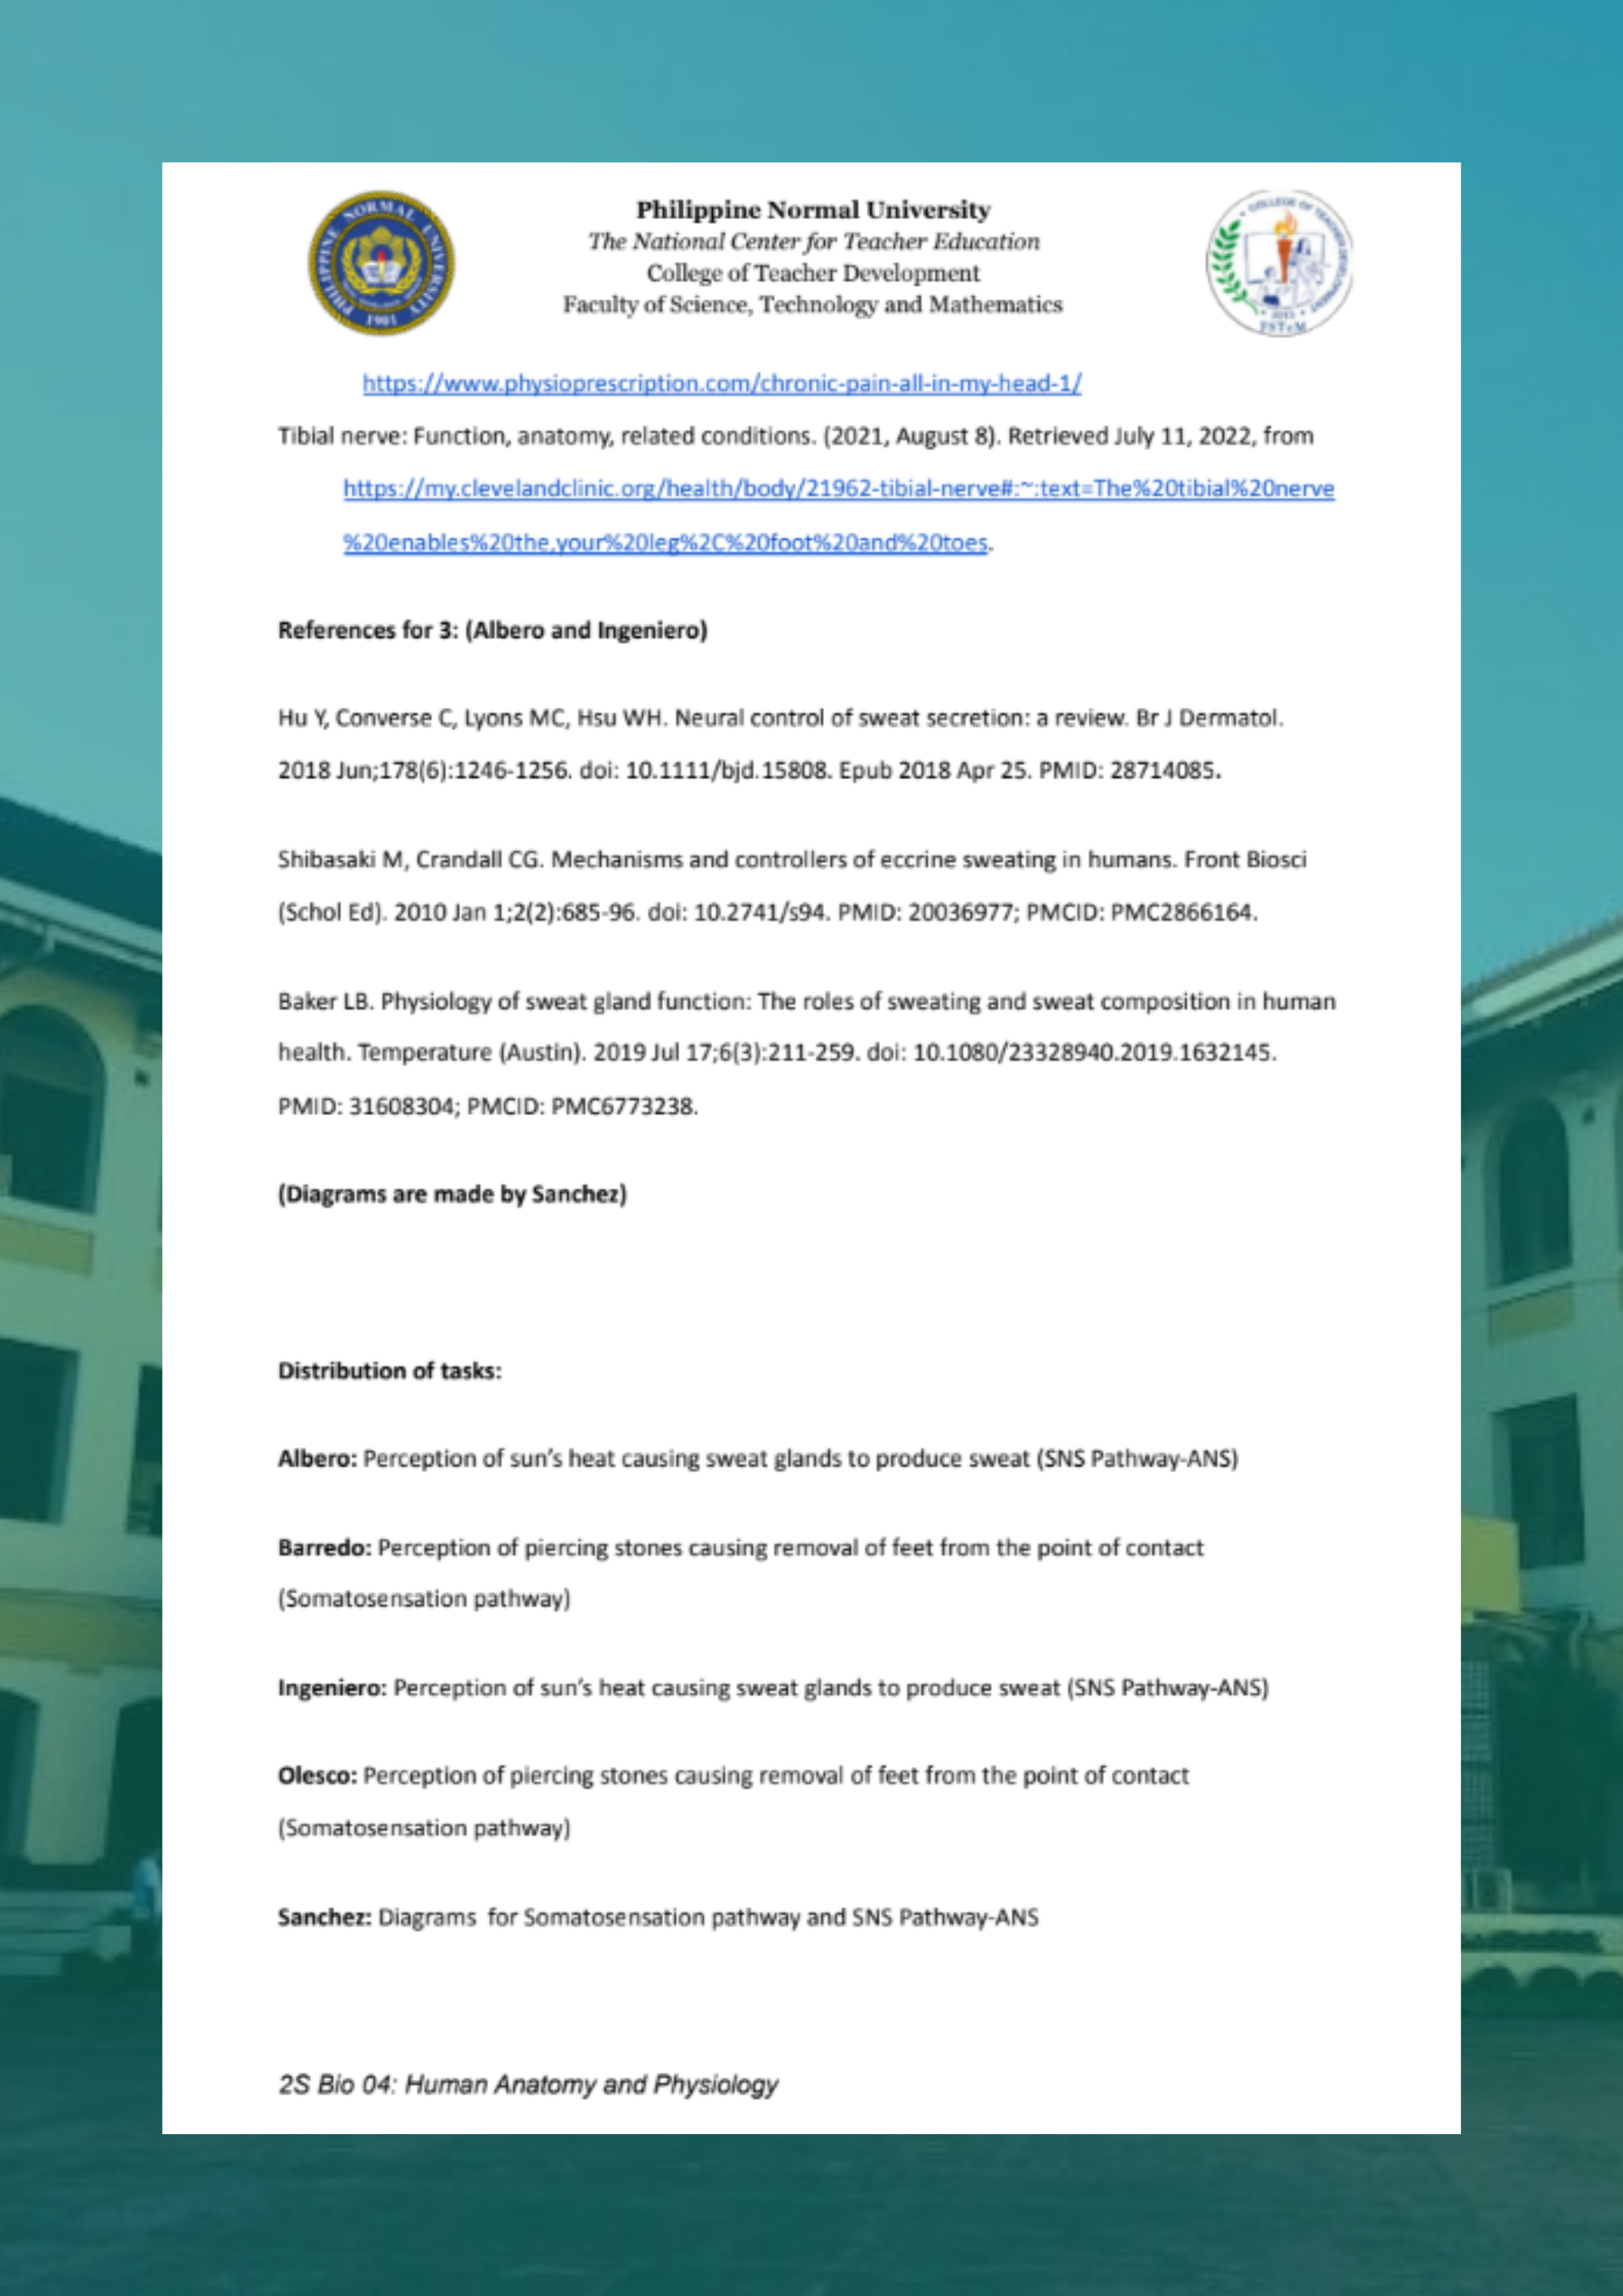 Philippine Normal University
The National Center for Teacher Education
College of Teacher Development
Faculty of Science, Technology and Mathematics
PHILIPPINE NORMAL UNIVERSITY
1901
COLLEGE OF TEACHER DEVELOPMENT
2015
FSTeM
https://www.physioprescription.com/chronic-pain-all-in-my-head-1/
Tibial nerve: Function, anatomy, related conditions. (2021, August 8). Retrieved July 11, 2022, from
https://my.clevelandclinic.org/health/body/21962-tibial-nerve#:~:text=The%20tibial%20nerve
%20enables%20the,your%20leg%2C%20foot%20and%20toes.
References for 3: (Albero and Ingeniero)
Hu Y, Converse C, Lyons MC, Hsu WH. Neural control of sweat secretion: a review. Br J Dermatol.
2018 Jun;178(6):1246-1256. doi: 10.1111/bjd.15808. Epub 2018 Apr 25. PMID: 28714085.
Shibasaki M, Crandall CG. Mechanisms and controllers of eccrine sweating in humans. Front Biosci
(Schol Ed). 2010 Jan 1;2(2):685-96. doi: 10.2741/s94. PMID: 20036977; PMCID: PMC2866164.
Baker LB. Physiology of sweat gland function: The roles of sweating and sweat composition in human
health. Temperature (Austin). 2019 Jul 17;6(3):211-259. doi: 10.1080/23328940.2019.1632145.
PMID: 31608304; PMCID: PMC6773238.
(Diagrams are made by Sanchez)
Distribution of tasks:
Albero: Perception of sun's heat causing sweat glands to produce sweat (SNS Pathway-ANS)
Barredo: Perception of piercing stones causing removal of feet from the point of contact
(Somatosensation pathway)
Ingeniero: Perception of sun's heat causing sweat glands to produce sweat (SNS Pathway-ANS)
Olesco: Perception of piercing stones causing removal of feet from the point of contact
(Somatosensation pathway)
Sanchez: Diagrams  for Somatosensation pathway and SNS Pathway-ANS
2S Bio 04: Human Anatomy and Physiology